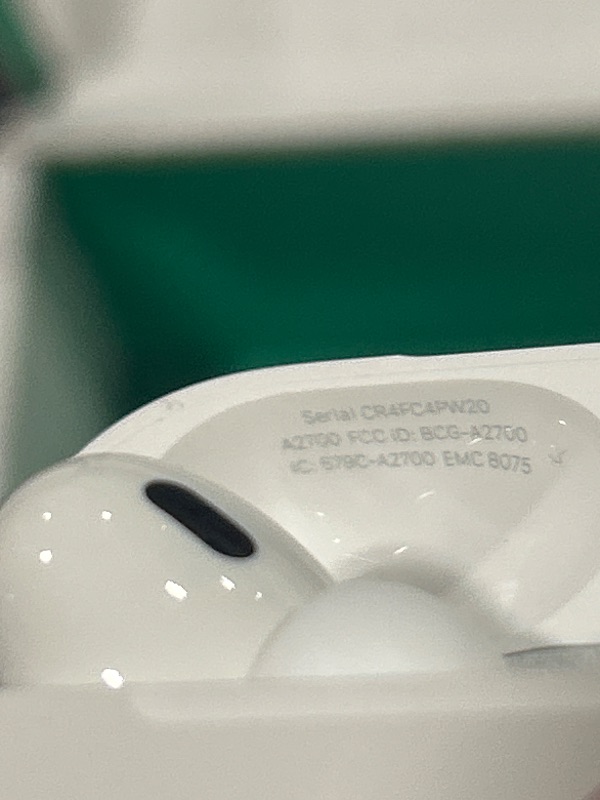 Serial CR4FC4PW20
A2700 FCC ID: BCG-A2700
IC: 579C-A2700 EMC 8075